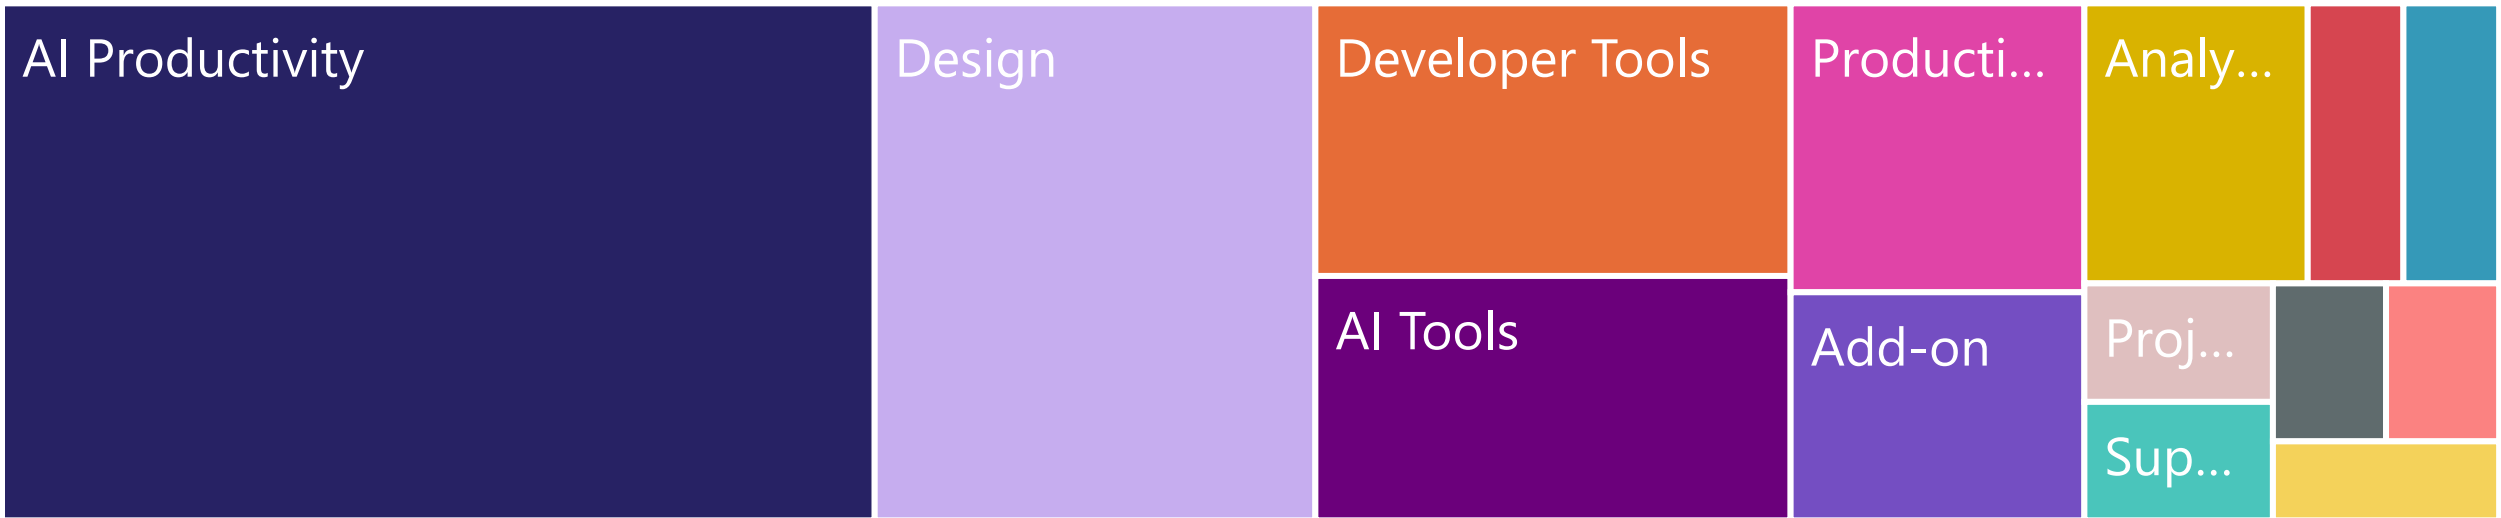 AI Productivity
Design
Developer Tools
AI Tools
Producti...
Add-on
Analy...
Proj...
Sup...